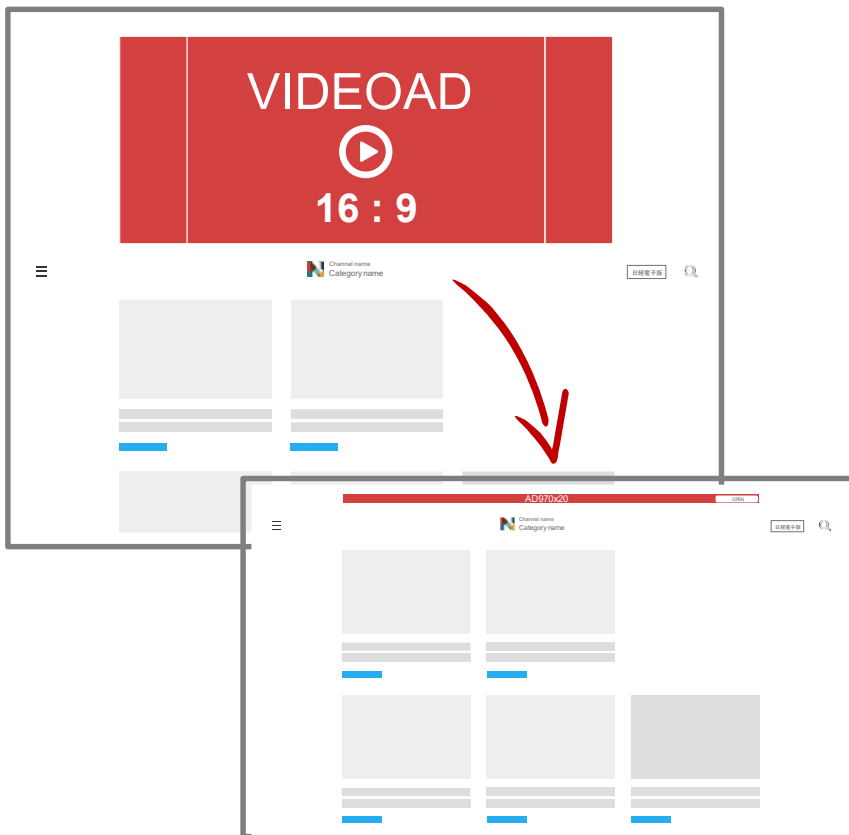 VIDEOAD
16 : 9
Channel name
Category name
日経電子版
AD970x20
OPEN
Channel name
Category name
日経電子版